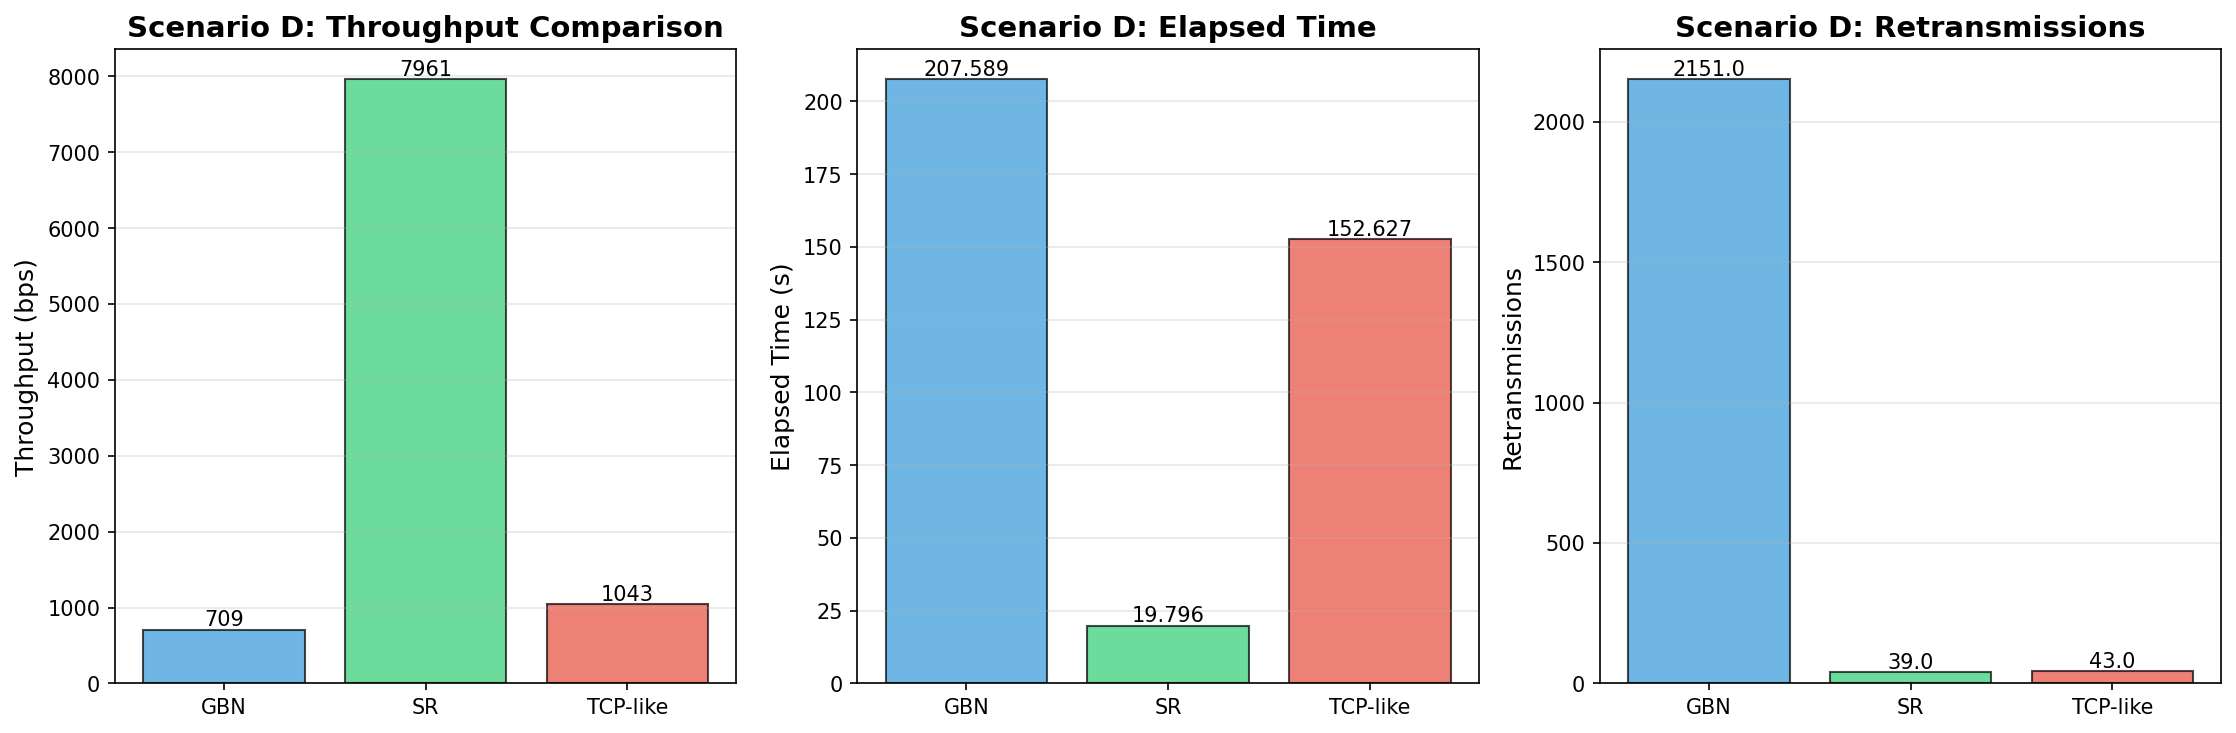 Scenario D: Throughput Comparison
Throughput (bps)
8000
7000
6000
5000
4000
3000
2000
1000
0
709
7961
1043
GBN
SR
TCP-like
Scenario D: Elapsed Time
Elapsed Time (s)
200
175
150
125
100
75
50
25
0
207.589
19.796
152.627
GBN
SR
TCP-like
Scenario D: Retransmissions
Retransmissions
2000
1500
1000
500
0
2151.0
39.0
43.0
GBN
SR
TCP-like